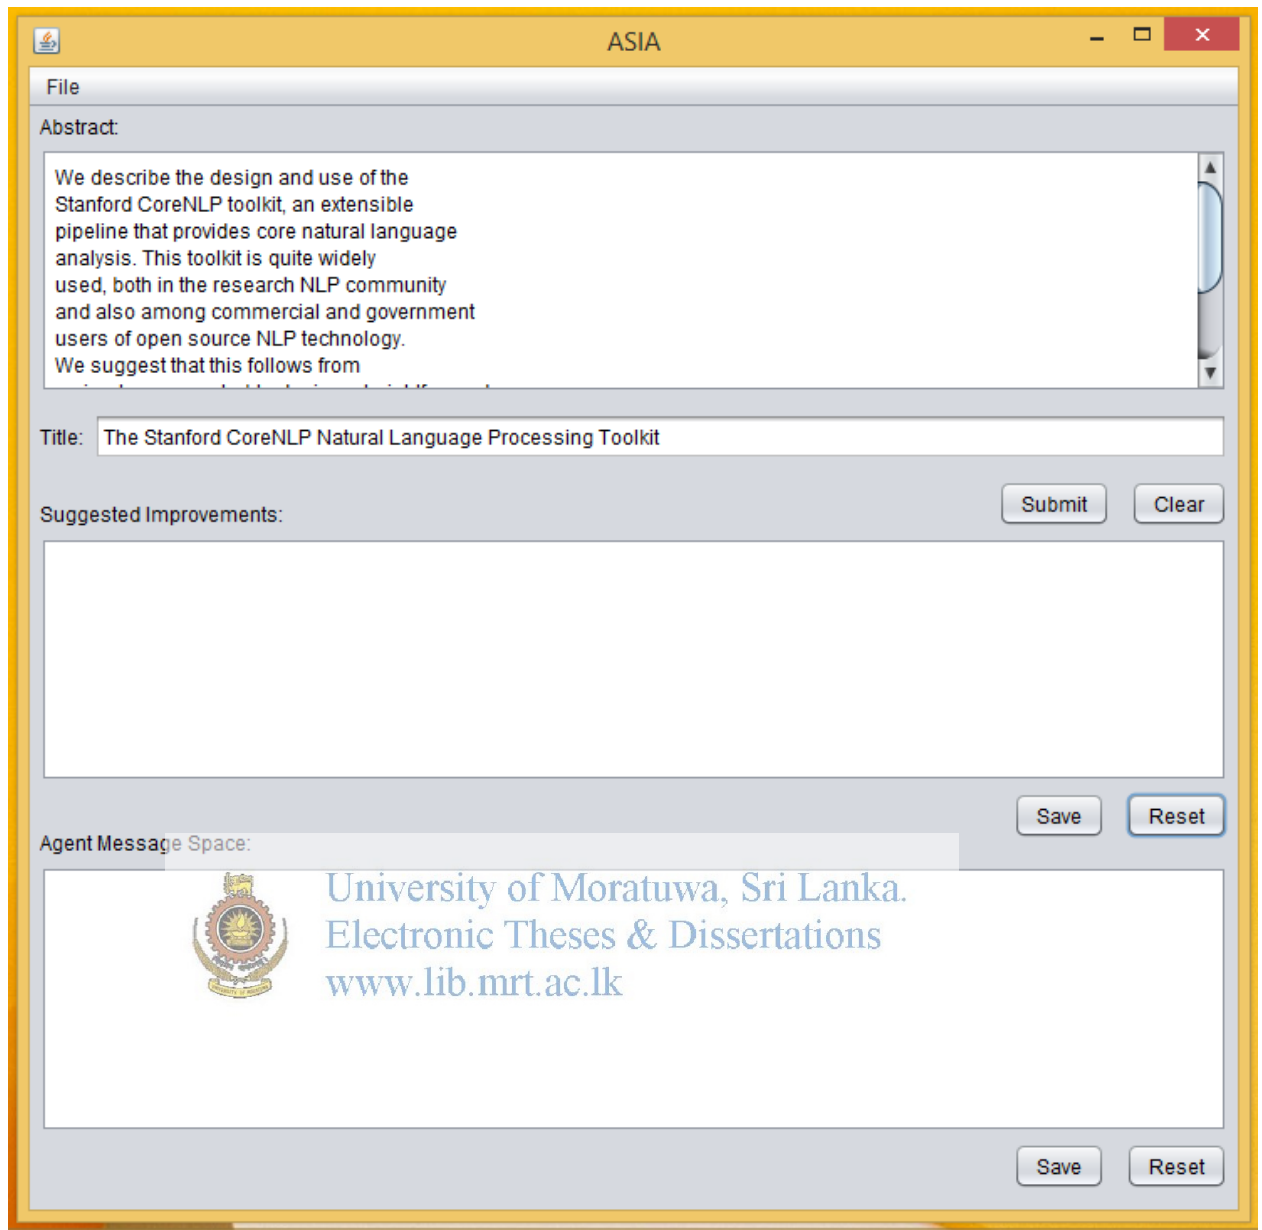 ASIA
File
Abstract:
We describe the design and use of the
Stanford CoreNLP toolkit, an extensible
pipeline that provides core natural language
analysis. This toolkit is quite widely
used, both in the research NLP community
and also among commercial and government
users of open source NLP technology.
We suggest that this follows from
Title: The Stanford CoreNLP Natural Language Processing Toolkit
Submit Clear
Suggested Improvements:
Save Reset
Agent Message Space:
University of Moratuwa, Sri Lanka.
Electronic Theses & Dissertations
www.lib.mrt.ac.lk
Save Reset